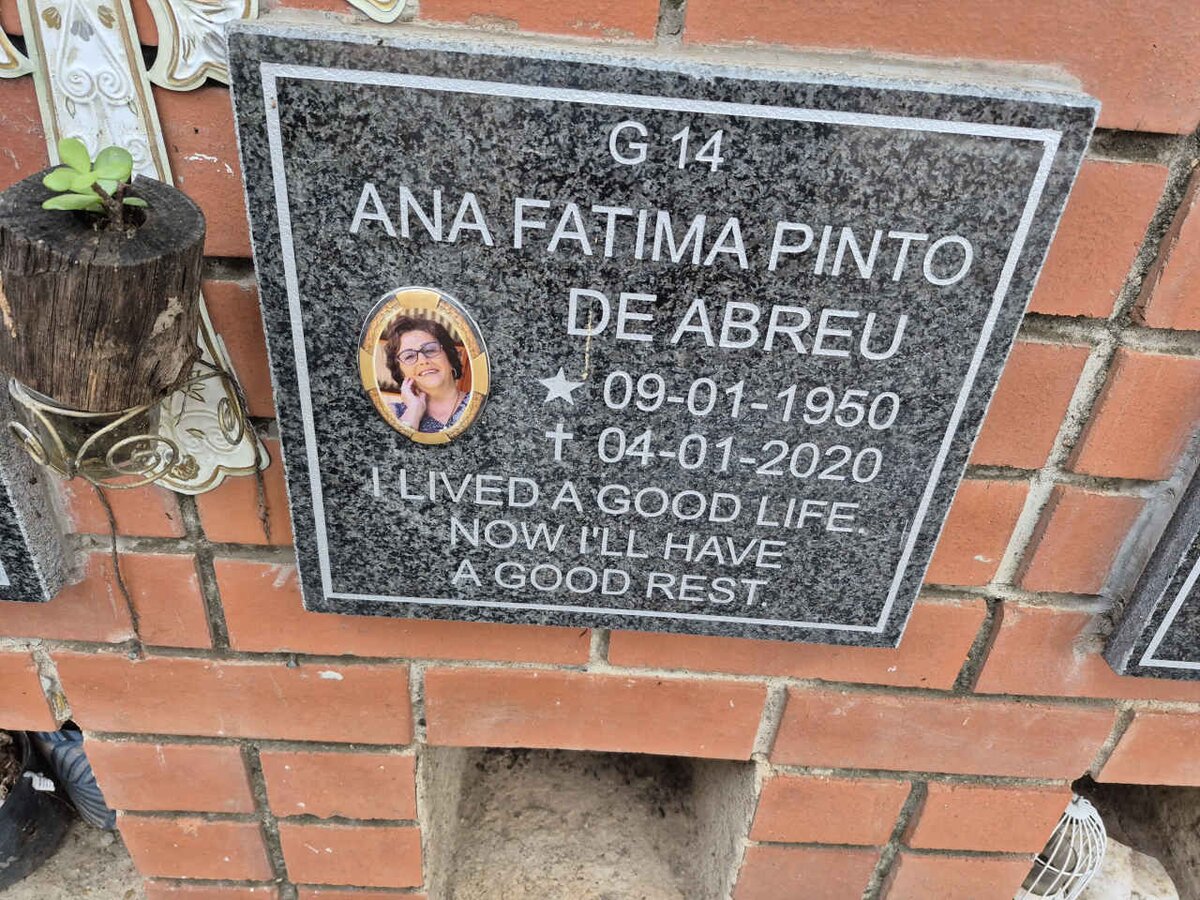 G 14
ANA FATIMA PINTO
DE ABREU
09-01-1950
04-01-2020
I LIVED A GOOD LIFE.
NOW I'LL HAVE
A GOOD REST.